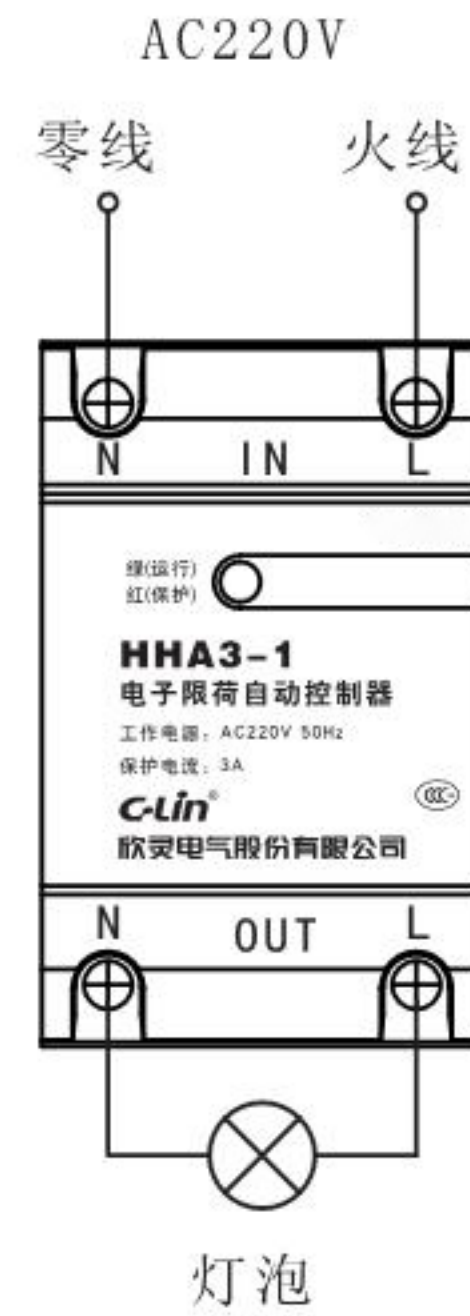 AC220V
零线 火线
N IN L
绿(运行)
红(保护)
HHA3-1
电子限荷自动控制器
工作电源: AC220V 50Hz
保护电流: 3A
C-Lin®
欣灵电气股份有限公司
N OUT L
灯泡